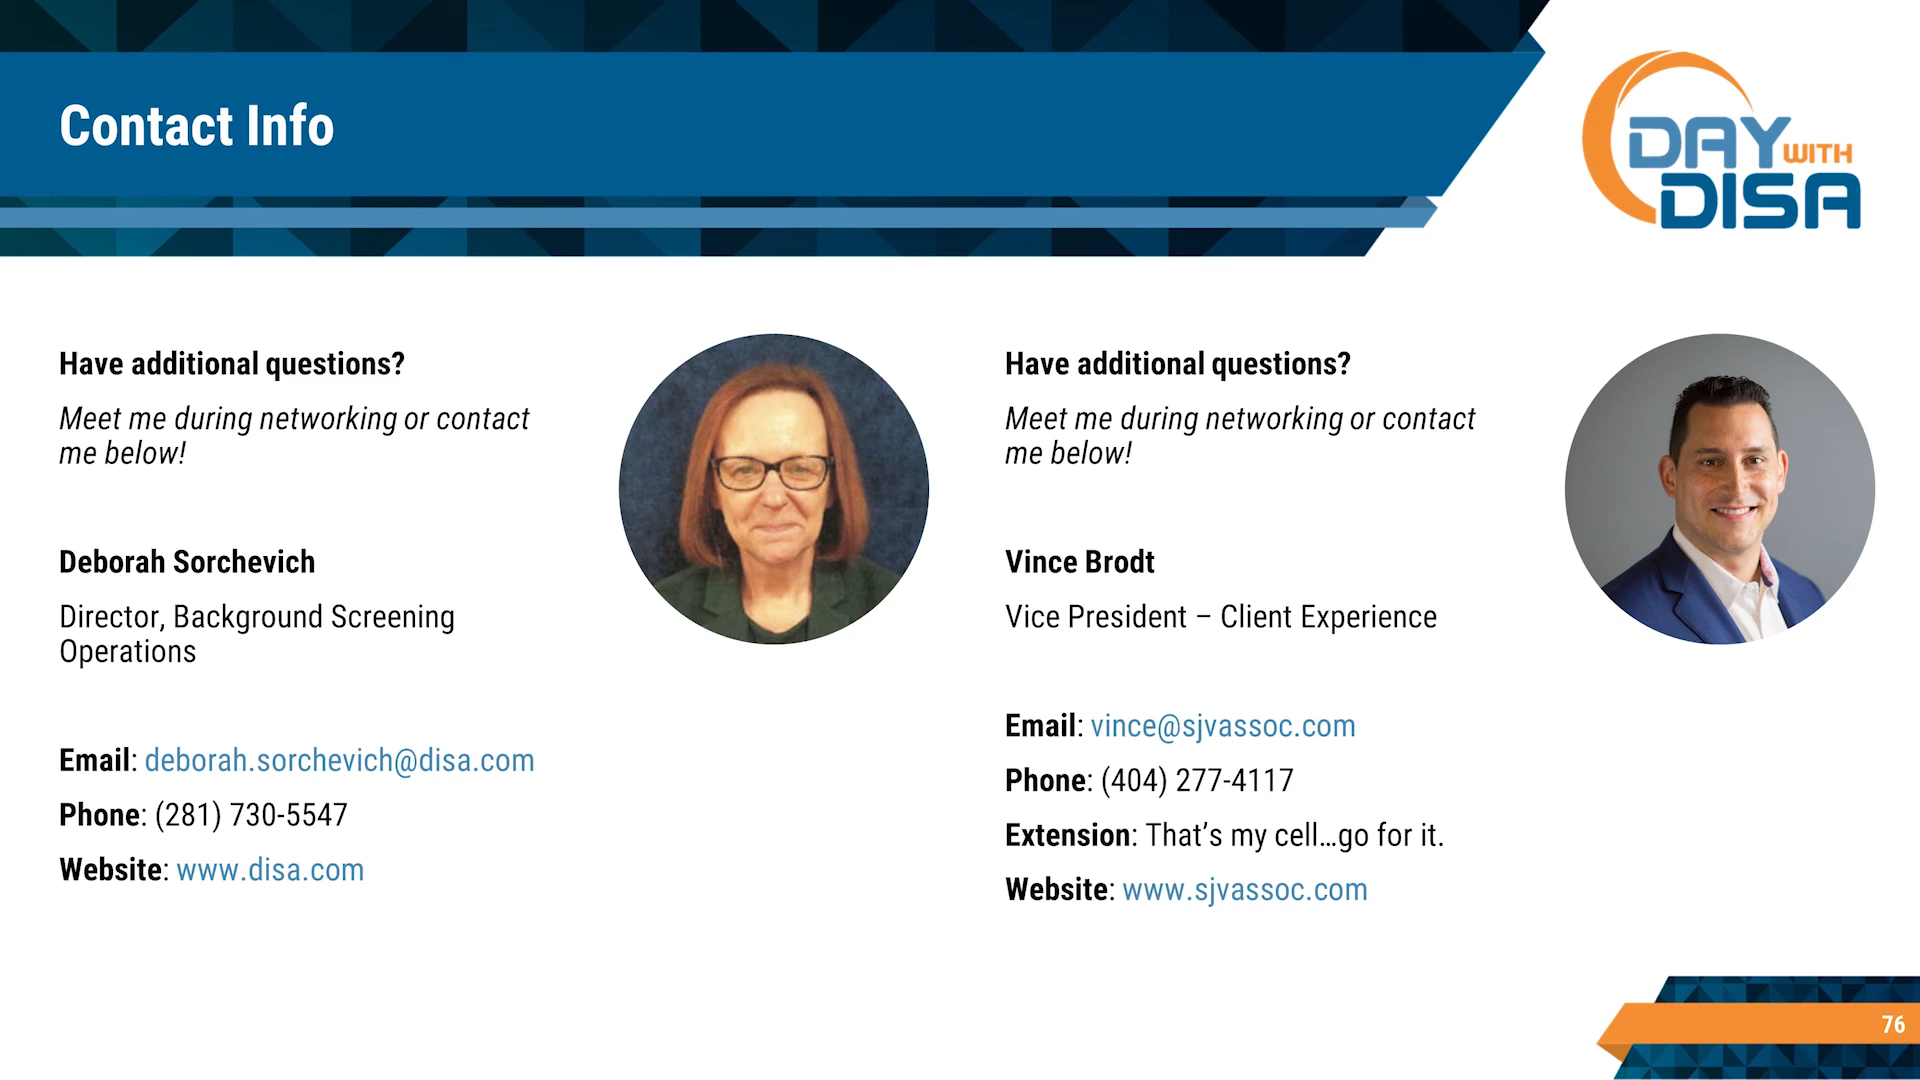 Contact Info
DAY WITH
DISA
Have additional questions?
Meet me during networking or contact
me below!
Deborah Sorchevich
Director, Background Screening
Operations
Email: deborah.sorchevich@disa.com
Phone: (281) 730-5547
Website: www.disa.com
Have additional questions?
Meet me during networking or contact
me below!
Vince Brodt
Vice President – Client Experience
Email: vince@sjvassoc.com
Phone: (404) 277-4117
Extension: That’s my cell…go for it.
Website: www.sjvassoc.com
76